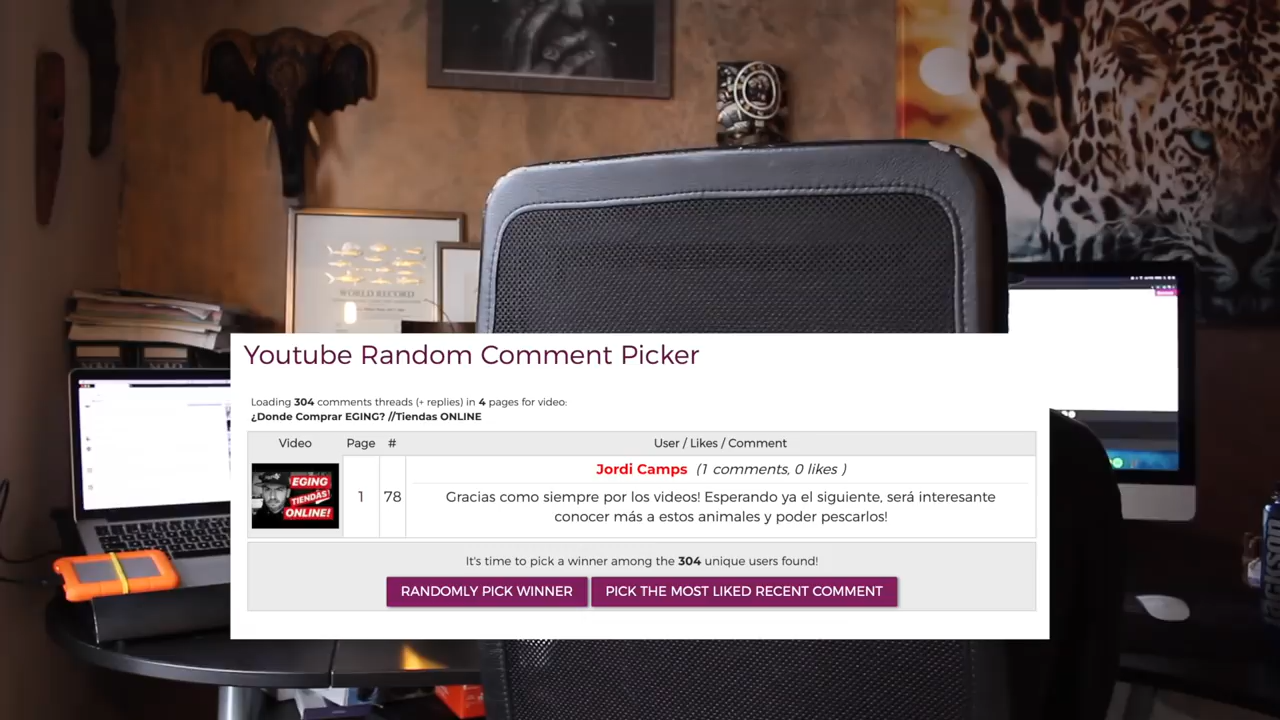 WORLD RECORD
Youtube Random Comment Picker
Loading 304 comments threads (+ replies) in 4 pages for video:
¿Donde Comprar EGING? //Tiendas ONLINE
Video Page # User / Likes / Comment
EGING
TIENDAS
ONLINE!
1 78
Jordi Camps (1 comments, 0 likes )
Gracias como siempre por los videos! Esperando ya el siguiente, será interesante
conocer más a estos animales y poder pescarlos!
It's time to pick a winner among the 304 unique users found!
RANDOMLY PICK WINNER PICK THE MOST LIKED RECENT COMMENT